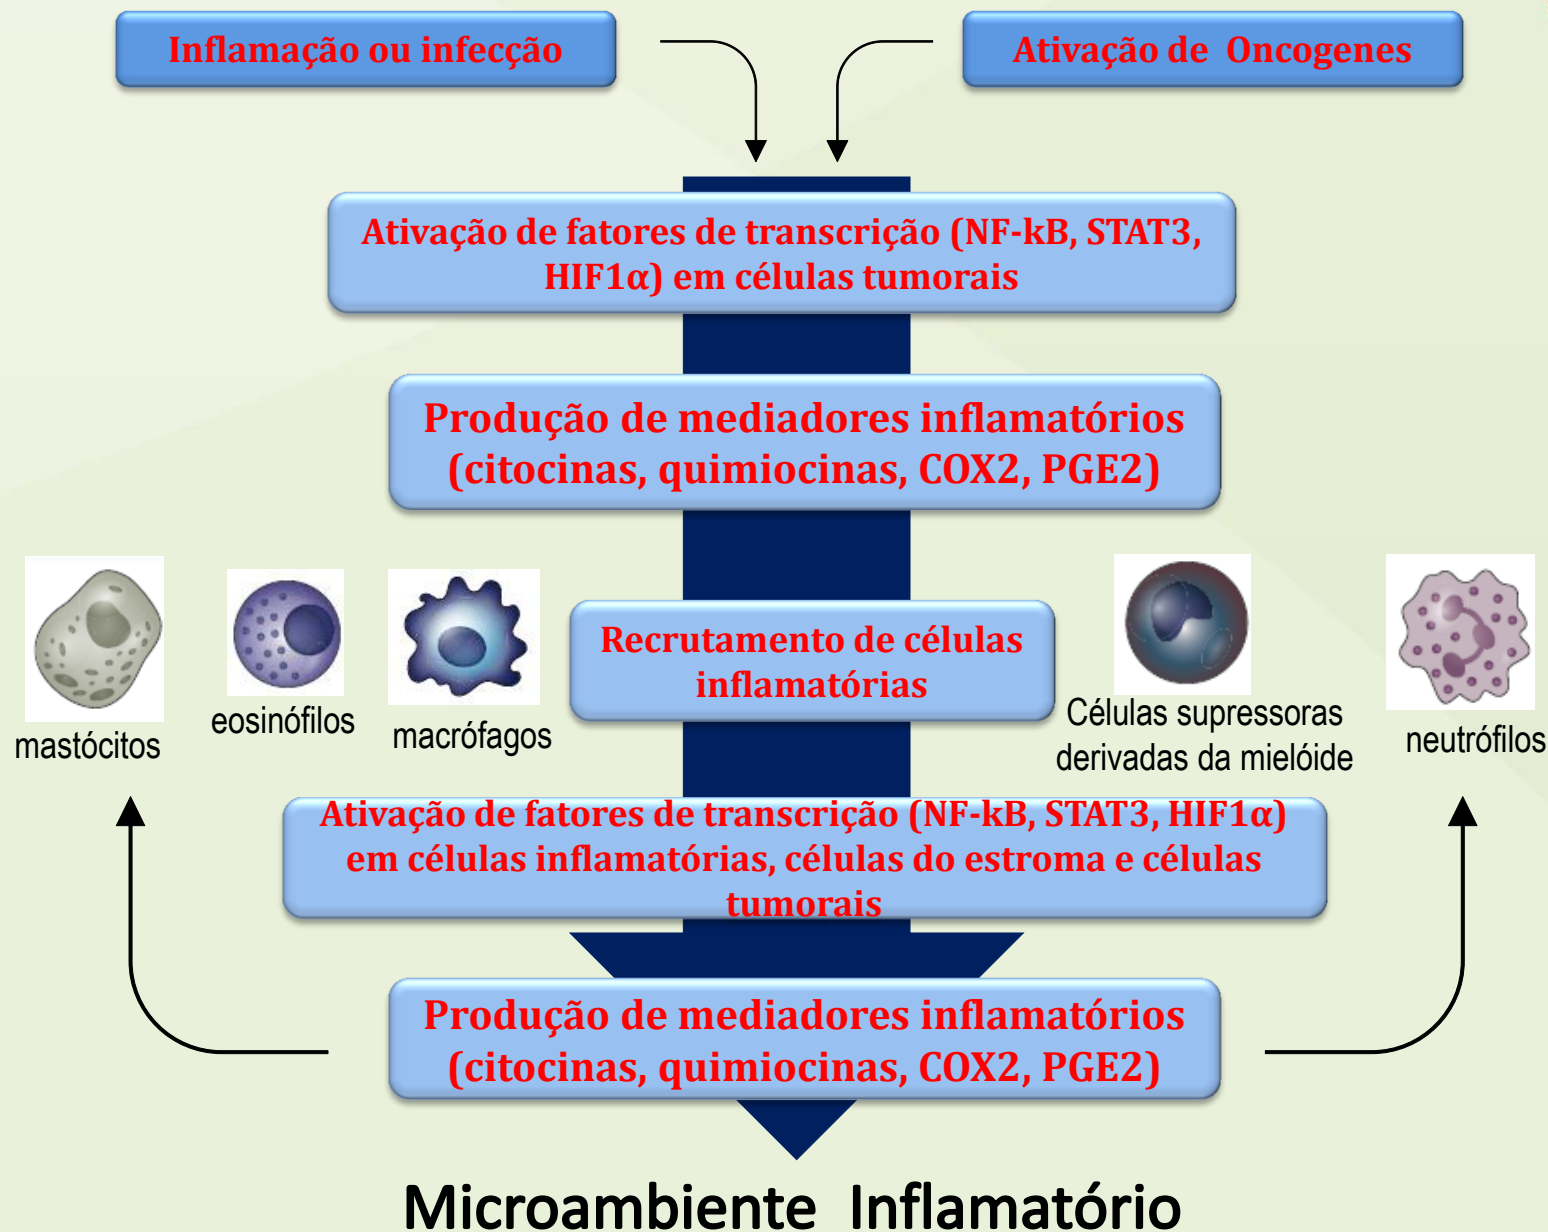 Inflamação ou infecção
Ativação de Oncogenes
Ativação de fatores de transcrição (NF-kB, STAT3,
HIF1α) em células tumorais
Produção de mediadores inflamatórios
(citocinas, quimiocinas, COX2, PGE2)
mastócitos
eosinófilos
macrófagos
Recrutamento de células
inflamatórias
Células supressoras
derivadas da mielóide
neutrófilos
Ativação de fatores de transcrição (NF-kB, STAT3, HIF1α)
em células inflamatórias, células do estroma e células
tumorais
Produção de mediadores inflamatórios
(citocinas, quimiocinas, COX2, PGE2)
Microambiente Inflamatório